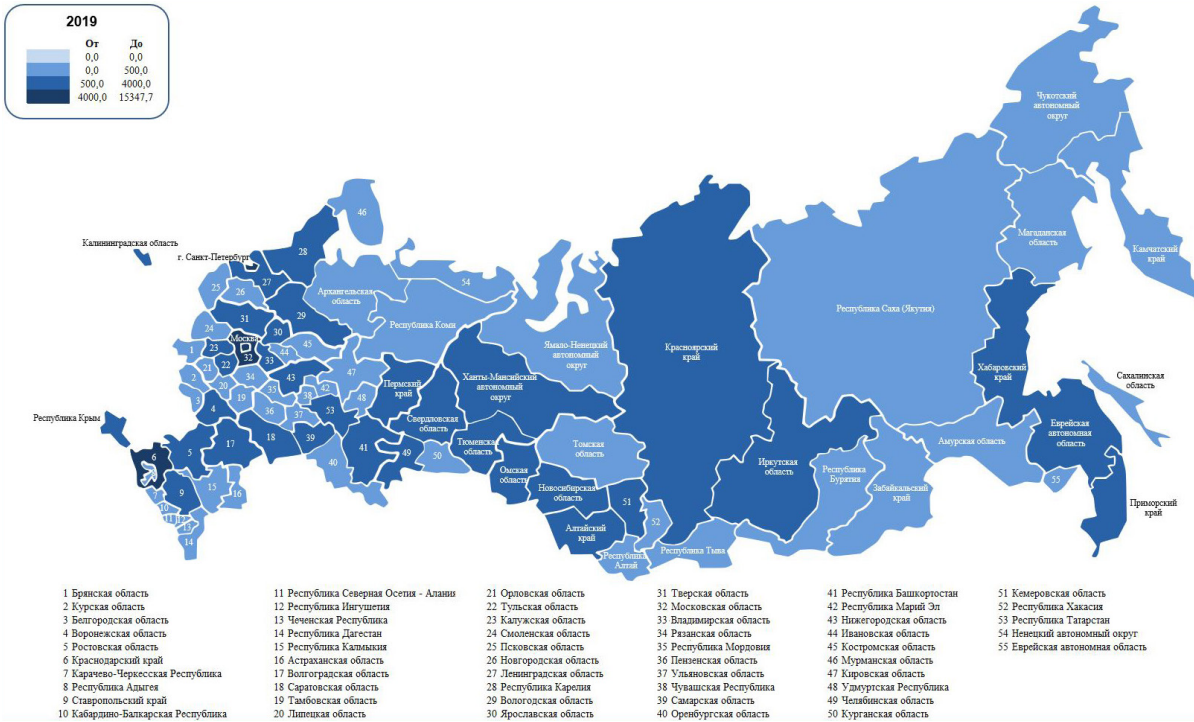 2019
От До
0,0 0,0
0,0 500,0
500,0 4000,0
4000,0 15347,7
Чукотский
автономный
округ
46
Магаданская
область
Камчатский
край
Калининградская область
28
г. Санкт-Петербург
27
54
25
26
Архангельская
область
Республика Саха (Якутия)
31
29
Республика Коми
24
30
Москва
Ямало-Ненецкий
автономный
округ
Красноярский
край
1
23
32
33
44
45
21
22
Хабаровский
край
2
20
34
35
43
42
47
Пермский
край
Ханты-Мансийский
автономный
округ
Сахалинская
область
3
19
38
48
4
36
37
53
Республика Крым
Свердловская
область
Еврейская
автономная
область
17
18
39
41
Тюменская
область
Томская
область
Амурская область
6
5
49
50
40
Омская
область
Иркутская
область
Республика
Бурятия
55
7
9
15
16
Новосибирская
область
51
Забайкальский
край
Приморский
край
10
11
12
13
14
Алтайский
край
52
Республика
Алтай
Республика Тыва
1 Брянская область
2 Курская область
3 Белгородская область
4 Воронежская область
5 Ростовская область
6 Краснодарский край
7 Карачево-Черкесская Республика
8 Республика Адыгея
9 Ставропольский край
10 Кабардино-Балкарская Республика
11 Республика Северная Осетия - Алания
12 Республика Ингушетия
13 Чеченская Республика
14 Республика Дагестан
15 Республика Калмыкия
16 Астраханская область
17 Волгоградская область
18 Саратовская область
19 Тамбовская область
20 Липецкая область
21 Орловская область
22 Тульская область
23 Калужская область
24 Смоленская область
25 Псковская область
26 Новгородская область
27 Ленинградская область
28 Республика Карелия
29 Вологодская область
30 Ярославская область
31 Тверская область
32 Московская область
33 Владимирская область
34 Рязанская область
35 Республика Мордовия
36 Пензенская область
37 Ульяновская область
38 Чувашская Республика
39 Самарская область
40 Оренбургская область
41 Республика Башкортостан
42 Республика Марий Эл
43 Нижегородская область
44 Ивановская область
45 Костромская область
46 Мурманская область
47 Кировская область
48 Удмуртская Республика
49 Челябинская область
50 Курганская область
51 Кемеровская область
52 Республика Хакасия
53 Республика Татарстан
54 Ненецкий автономный округ
55 Еврейская автономная область